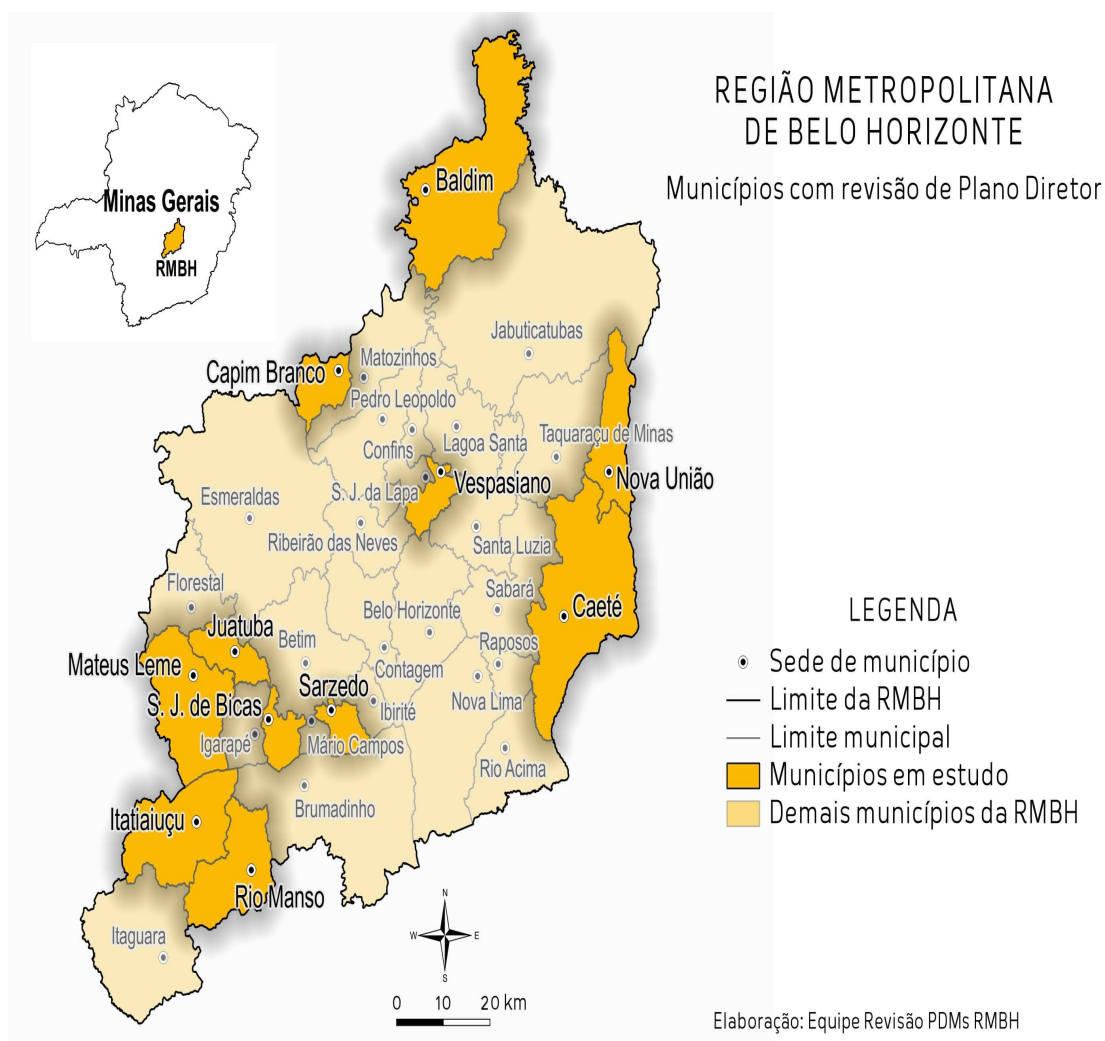 REGIÃO METROPOLITANA
DE BELO HORIZONTE
Municípios com revisão de Plano Diretor
Minas Gerais
RMBH
Baldim
Jabuticatubas
Capim Branco
Matozinhos
Pedro Leopoldo
Confins
Lagoa Santa
Taquaraçu de Minas
Nova União
Vespasiano
S. J. da Lapa
Esmeraldas
Ribeirão das Neves
Santa Luzia
Florestal
Sabará
Belo Horizonte
Caeté
Juatuba
Betim
Raposos
Mateus Leme
Contagem
Sarzedo
Nova Lima
S. J. de Bicas
Ibirité
Igarapé
Mário Campos
Rio Acima
Brumadinho
Itatiaiuçu
Rio Manso
Itaguara
LEGENDA
Sede de município
Limite da RMBH
Limite municipal
Municípios em estudo
Demais municípios da RMBH
N
W
E
S
0 10 20 km
Elaboração: Equipe Revisão PDMs RMBH